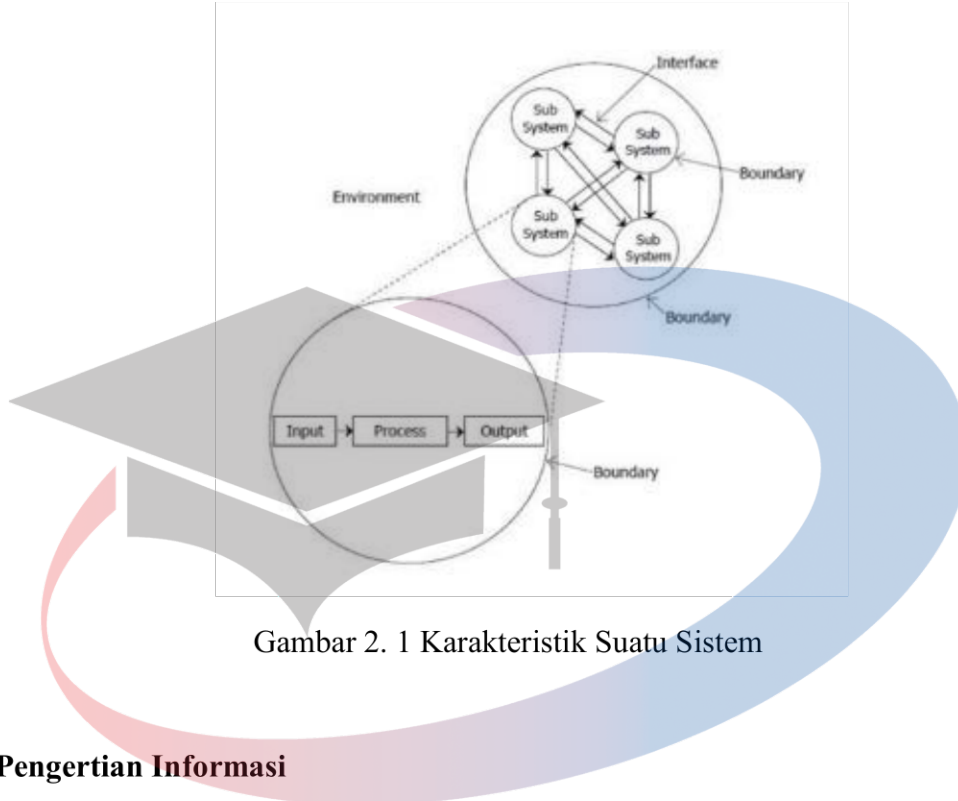 Interface
Sub
System
Sub
System
Boundary
Environment
Sub
System
Sub
System
Boundary
Input
Process
Output
Boundary
Gambar 2. 1 Karakteristik Suatu Sistem
Pengertian Informasi